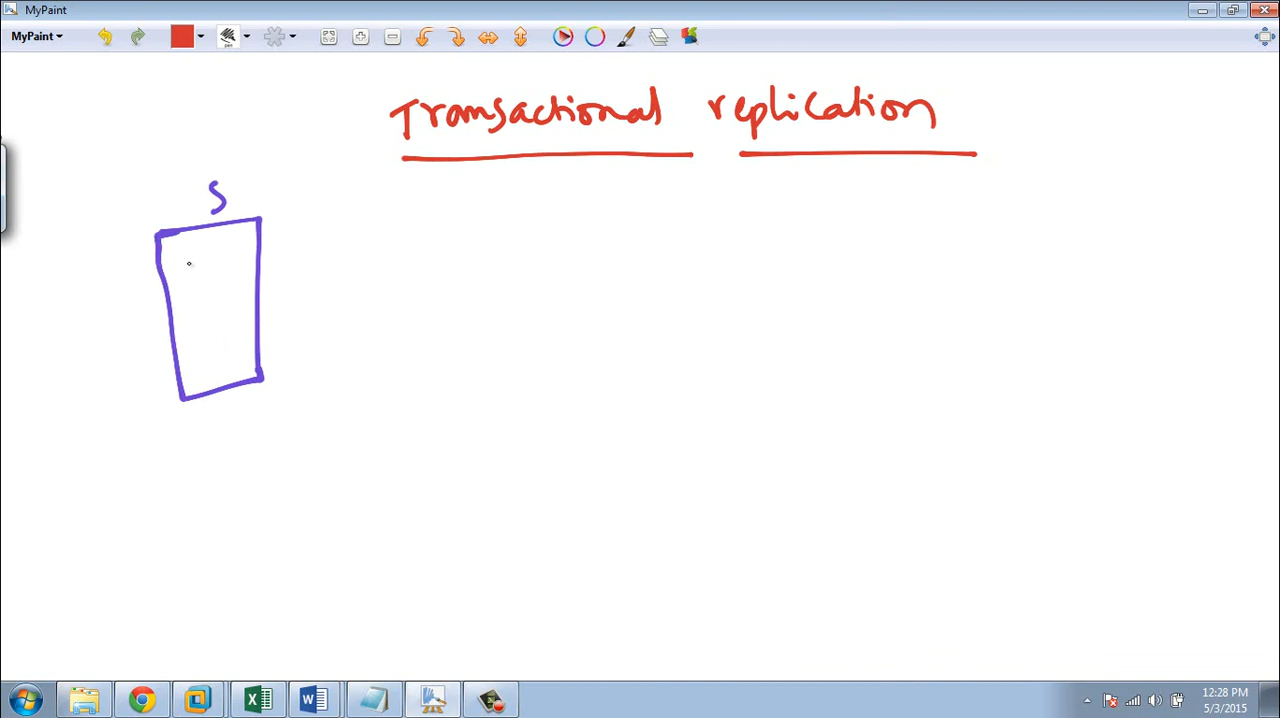 MyPaint
MyPaint
Transactional replication
S
12:28 PM
5/3/2015